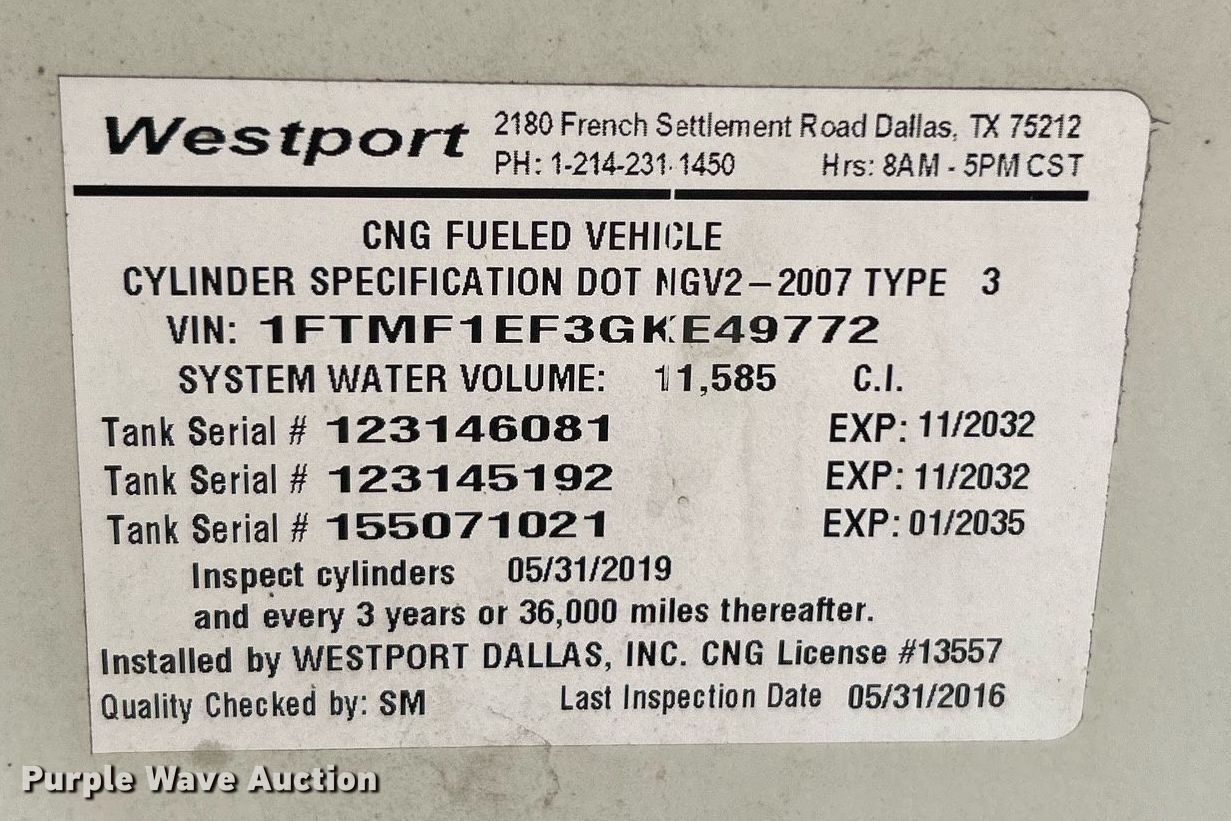 Westport
2180 French Settlement Road Dallas, TX 75212
PH: 1-214-231-1450 Hrs: 8AM - 5PM CST
CNG FUELED VEHICLE
CYLINDER SPECIFICATION DOT NGV2-2007 TYPE 3
VIN: 1FTMF1EF3GKE49772
SYSTEM WATER VOLUME: 11,585 C.I.
Tank Serial # 123146081 EXP: 11/2032
Tank Serial # 123145192 EXP: 11/2032
Tank Serial # 155071021 EXP: 01/2035
Inspect cylinders 05/31/2019
and every 3 years or 36,000 miles thereafter.
Installed by WESTPORT DALLAS, INC. CNG License #13557
Quality Checked by: SM Last Inspection Date 05/31/2016
Purple Wave Auction